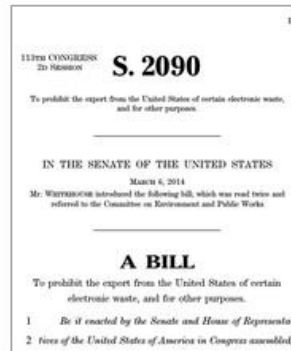 113TH CONGRESS
2D SESSION
S. 2090
To prohibit the export from the United States of certain electronic waste,
and for other purposes.
IN THE SENATE OF THE UNITED STATES
MARCH 6, 2014
Mr. WHITEHOUSE introduced the following bill; which was read twice and
referred to the Committee on Environment and Public Works
A BILL
To prohibit the export from the United States of certain
electronic waste, and for other purposes.
1 Be it enacted by the Senate and House of Representa
2 tives of the United States of America in Congress assembled,